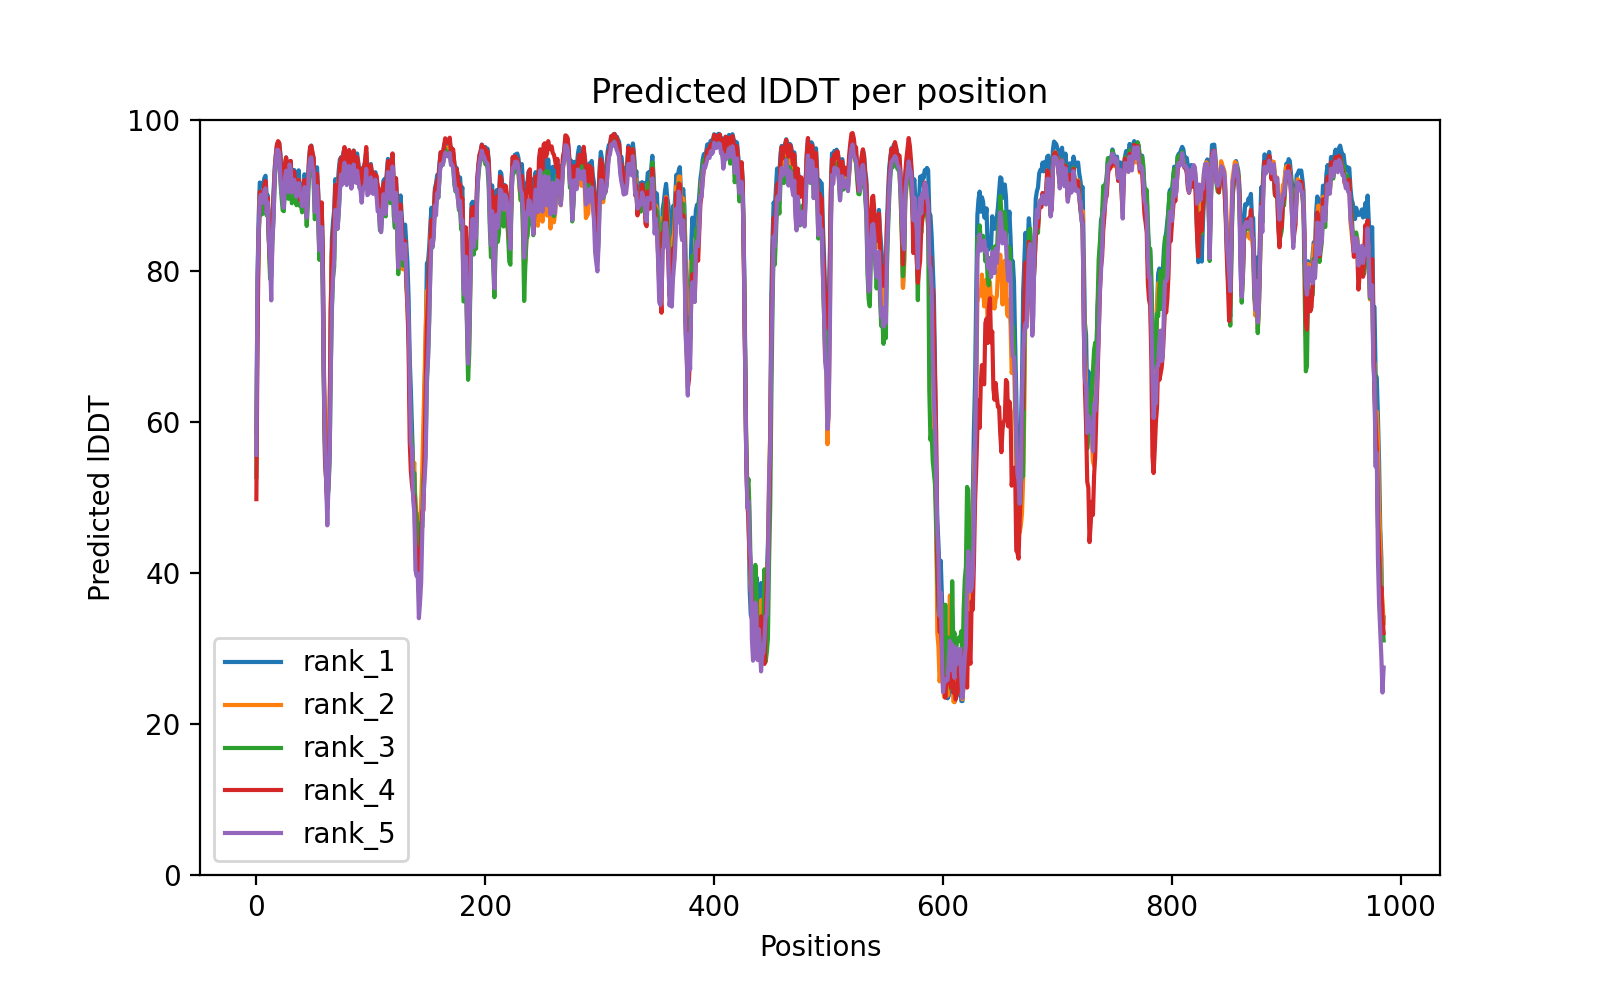 Predicted lDDT per position
100
80
60
40
20
0
Predicted lDDT
rank_1
rank_2
rank_3
rank_4
rank_5
0 200 400 600 800 1000
Positions